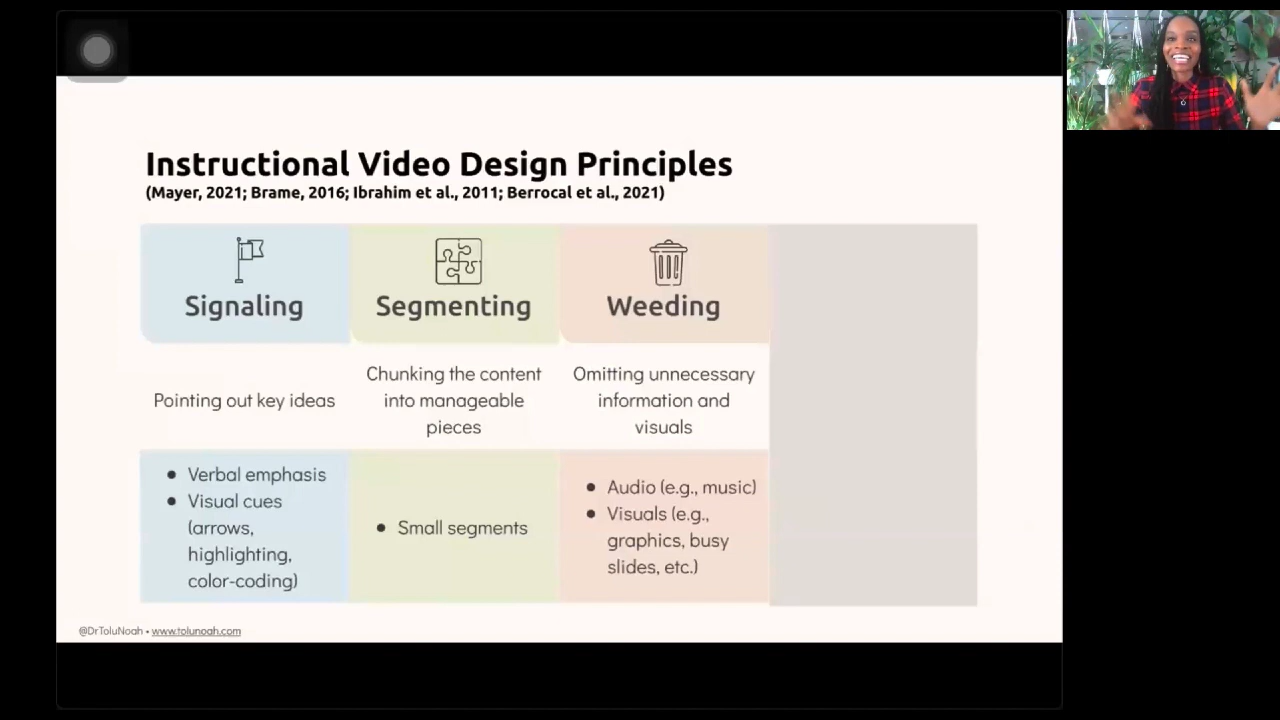 Instructional Video Design Principles
(Mayer, 2021; Brame, 2016; Ibrahim et al., 2011; Berrocal et al., 2021)
Signaling
Segmenting
Weeding
Pointing out key ideas
Chunking the content
into manageable
pieces
Omitting unnecessary
information and
visuals
● Verbal emphasis
● Visual cues
(arrows,
highlighting,
color-coding)
● Small segments
● Audio (e.g., music)
● Visuals (e.g.,
graphics, busy
slides, etc.)
@DrToluNoah • www.tolunoah.com